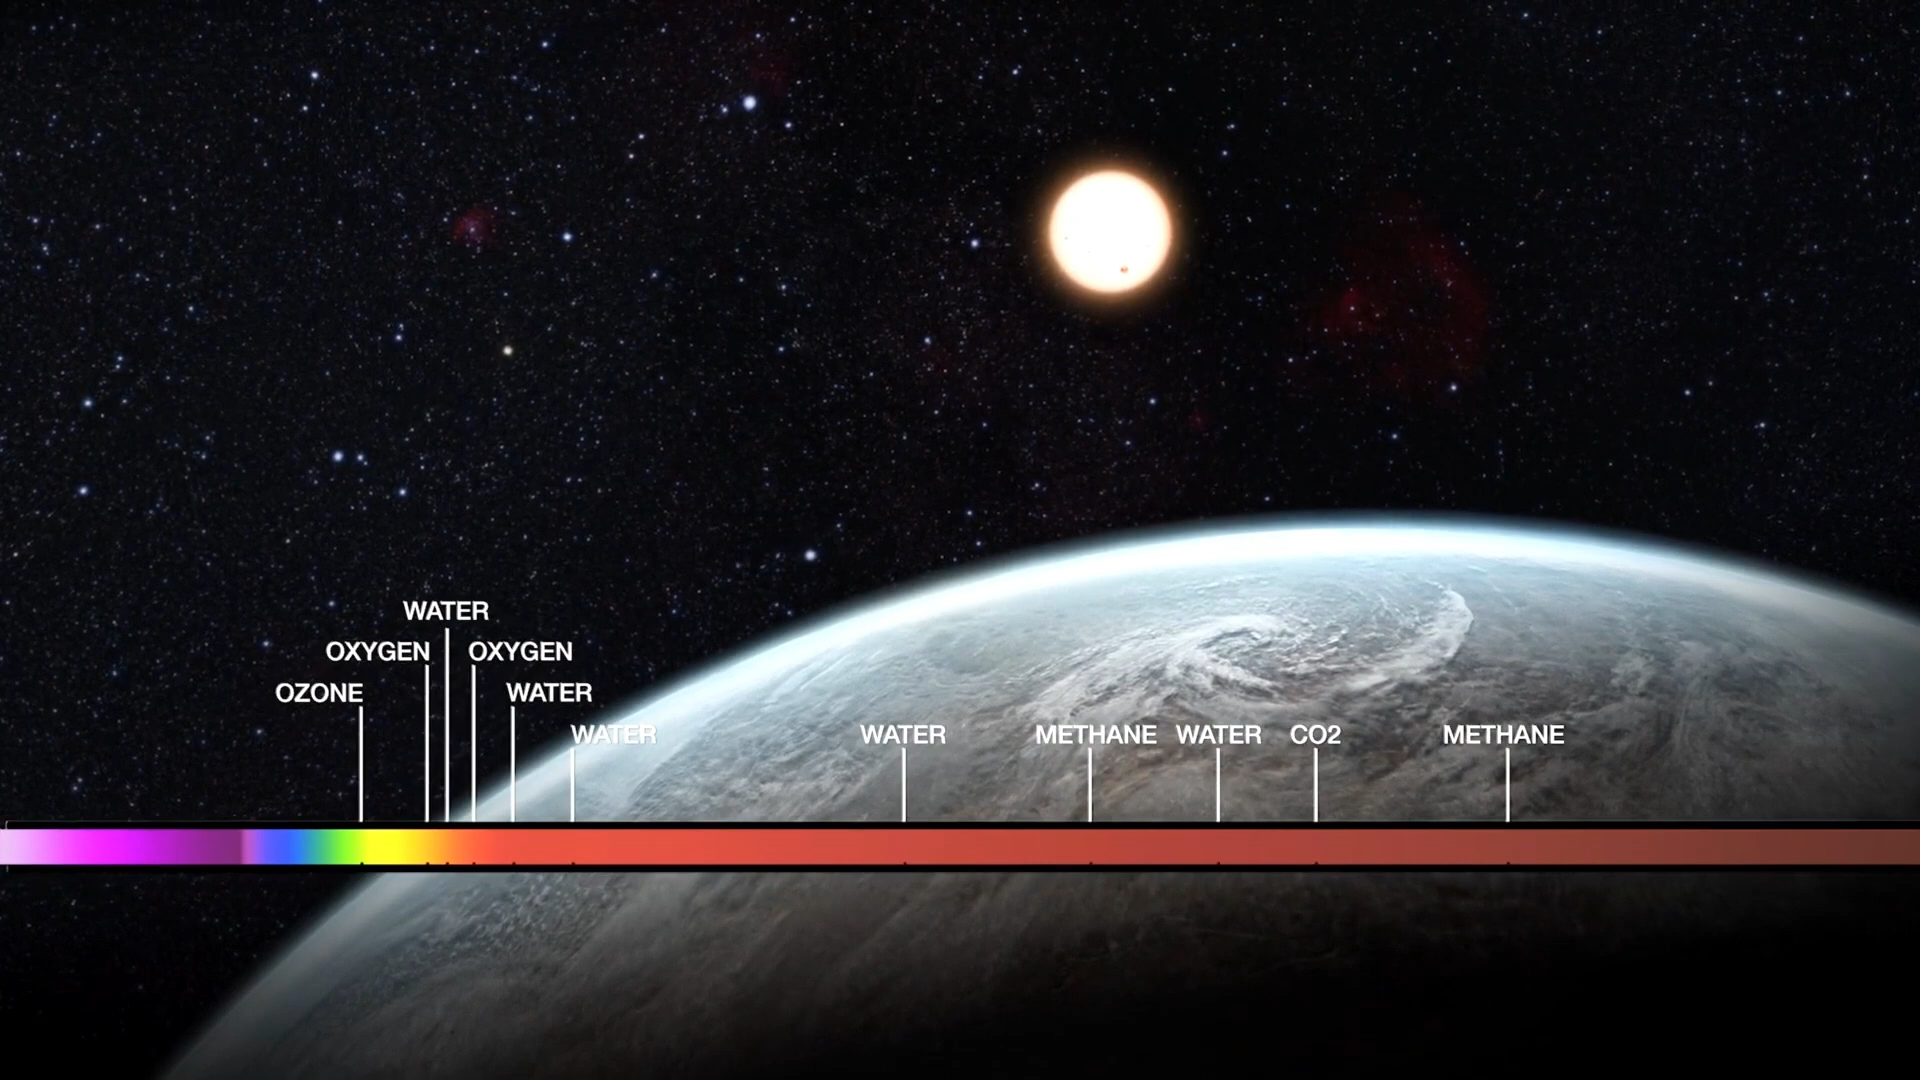 WATER
OXYGEN OXYGEN
OZONE WATER
WATER WATER METHANE WATER CO2 METHANE